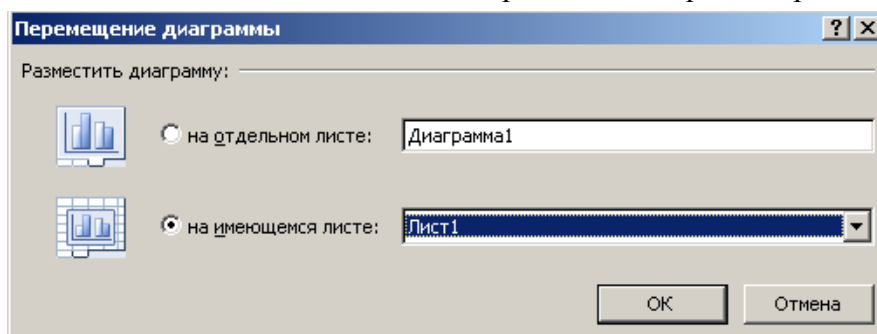 Перемещение диаграммы
Разместить диаграмму:
на отдельном листе: Диаграмма1
на имеющемся листе: Лист1
ОК Отмена